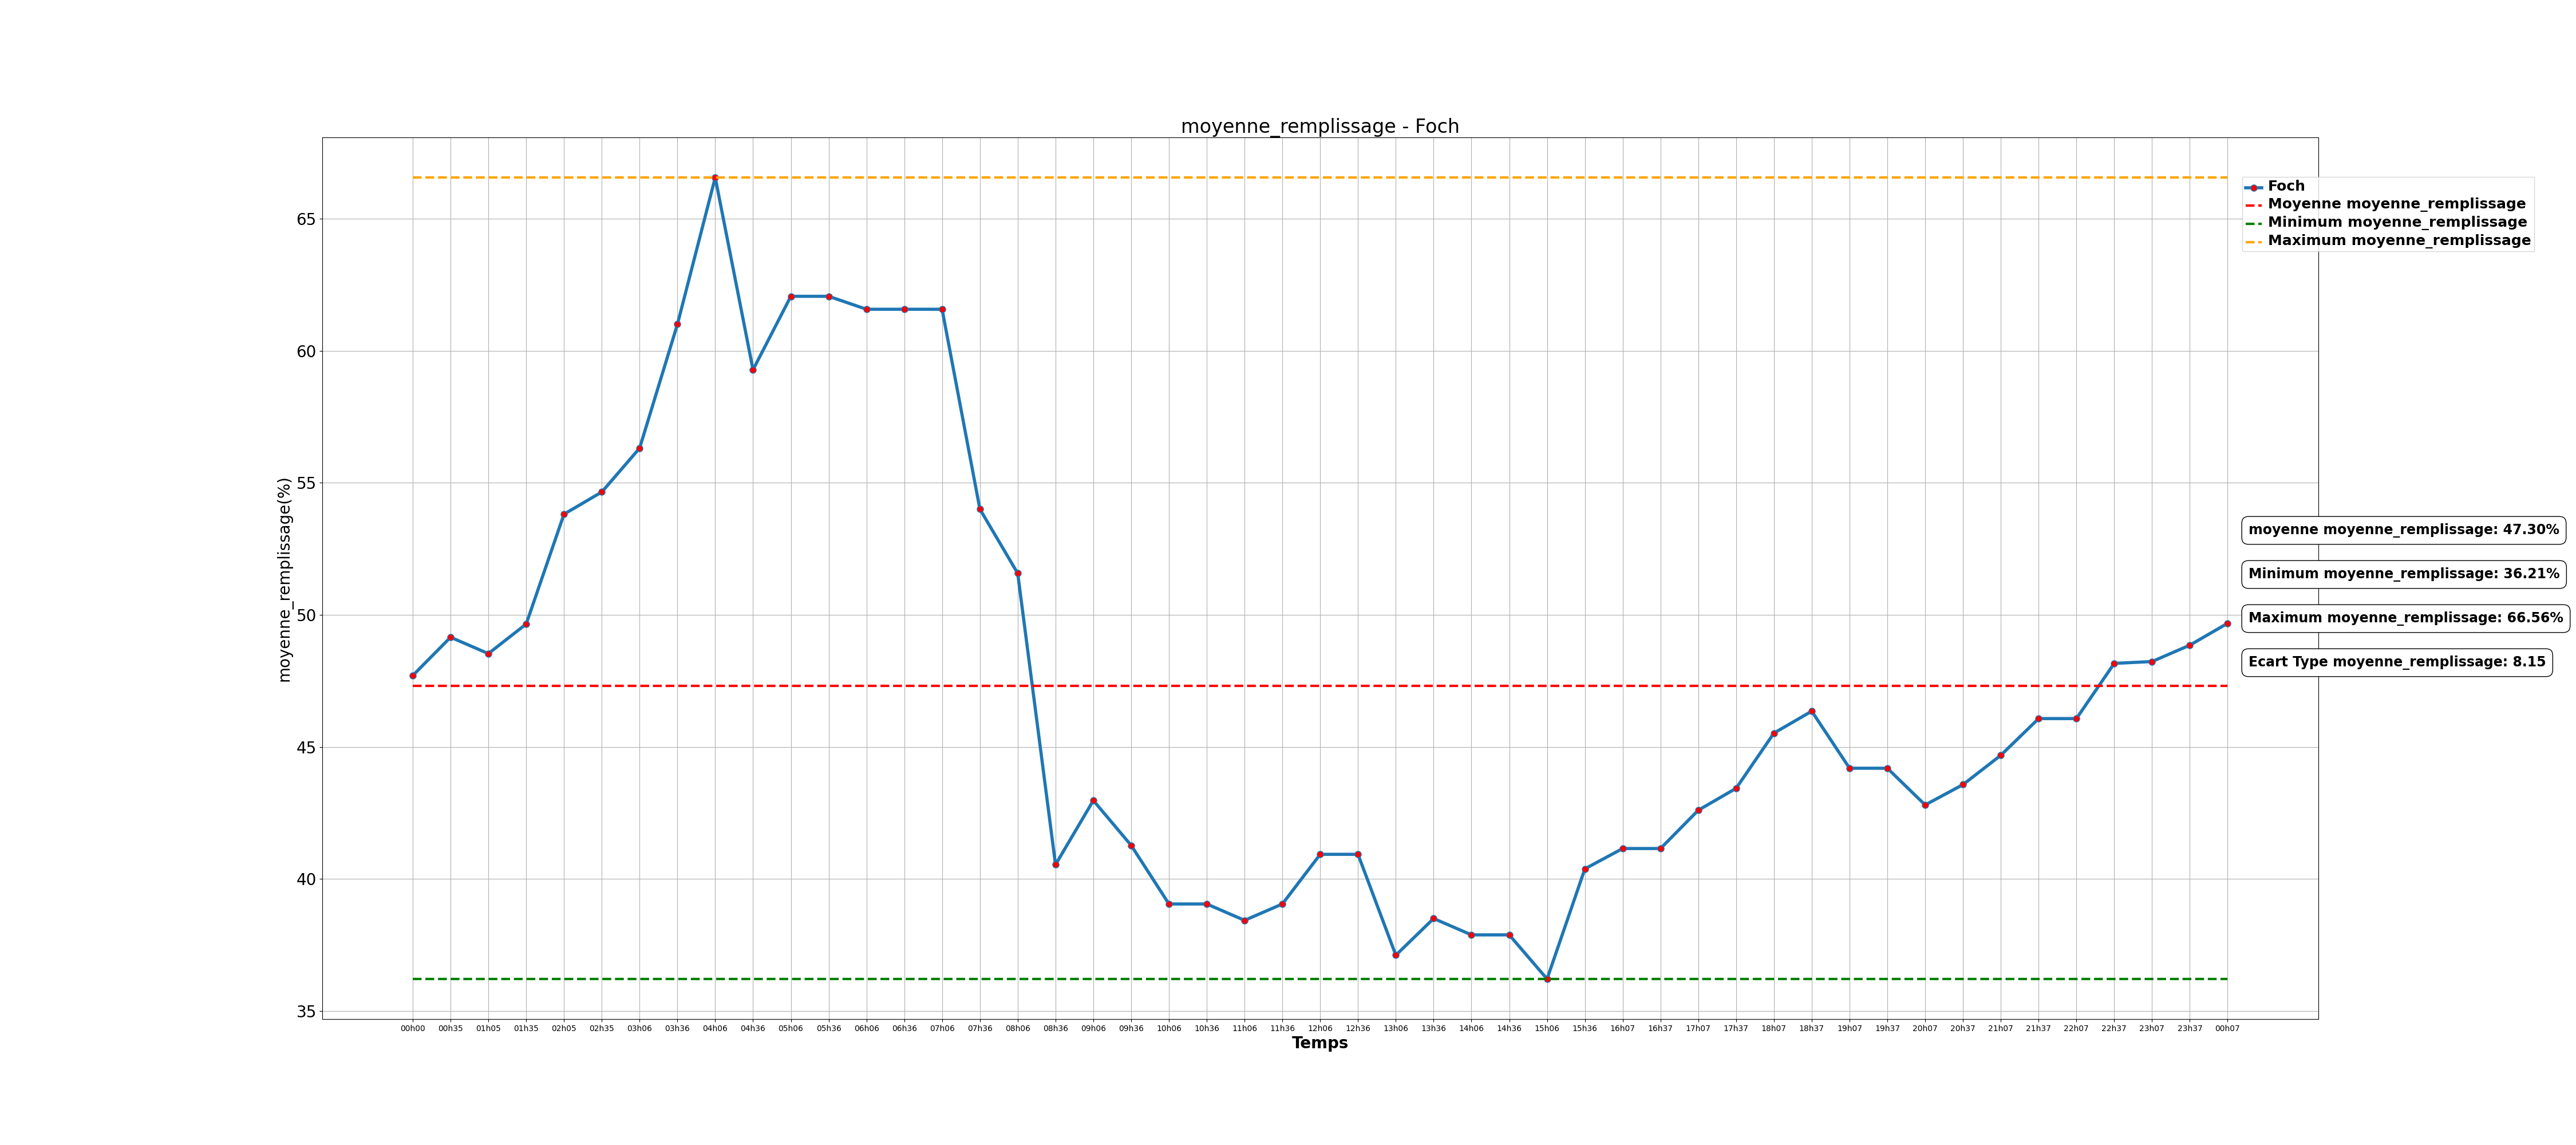 moyenne_remplissage - Foch
Foch
Moyenne moyenne_remplissage
Minimum moyenne_remplissage
Maximum moyenne_remplissage
moyenne_remplissage(%)
65
60
55
50
45
40
35
moyenne moyenne_remplissage: 47.30%
Minimum moyenne_remplissage: 36.21%
Maximum moyenne_remplissage: 66.56%
Ecart Type moyenne_remplissage: 8.15
00h00 00h35 01h05 01h35 02h05 02h35 03h06 03h36 04h06 04h36 05h06 05h36 06h06 06h36 07h06 07h36 08h06 08h36 09h06 09h36 10h06 10h36 11h06 11h36 12h06 12h36 13h06 13h36 14h06 14h36 15h06 15h36 16h07 16h37 17h07 17h37 18h07 18h37 19h07 19h37 20h07 20h37 21h07 21h37 22h07 22h37 23h07 23h37 00h07
Temps